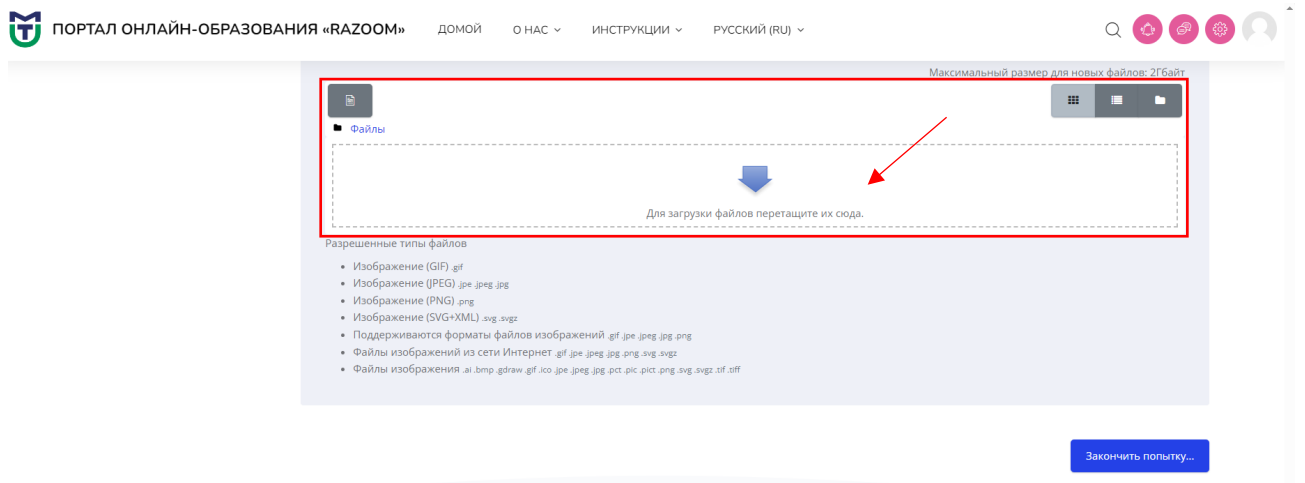 ПОРТАЛ ОНЛАЙН-ОБРАЗОВАНИЯ «RAZOOM» ДОМОЙ О НАС ИНСТРУКЦИИ РУССКИЙ (RU)
Максимальный размер для новых файлов: 2Гбайт
Файлы
Для загрузки файлов перетащите их сюда.
Разрешенные типы файлов
Изображение (GIF) .gif
Изображение (JPEG) .jpe .jpeg .jpg
Изображение (PNG) .png
Изображение (SVG+XML) .svg .svgz
Поддерживаются форматы файлов изображений .gif .jpe .jpeg .jpg .png
Файлы изображений из сети Интернет .gif .jpe .jpeg .jpg .png .svg .svgz
Файлы изображения .ai .bmp .gdraw .gif .ico .jpe .jpeg .jpg .pct .pic .pict .png .svg .svgz .tif .tiff
Закончить попытку...